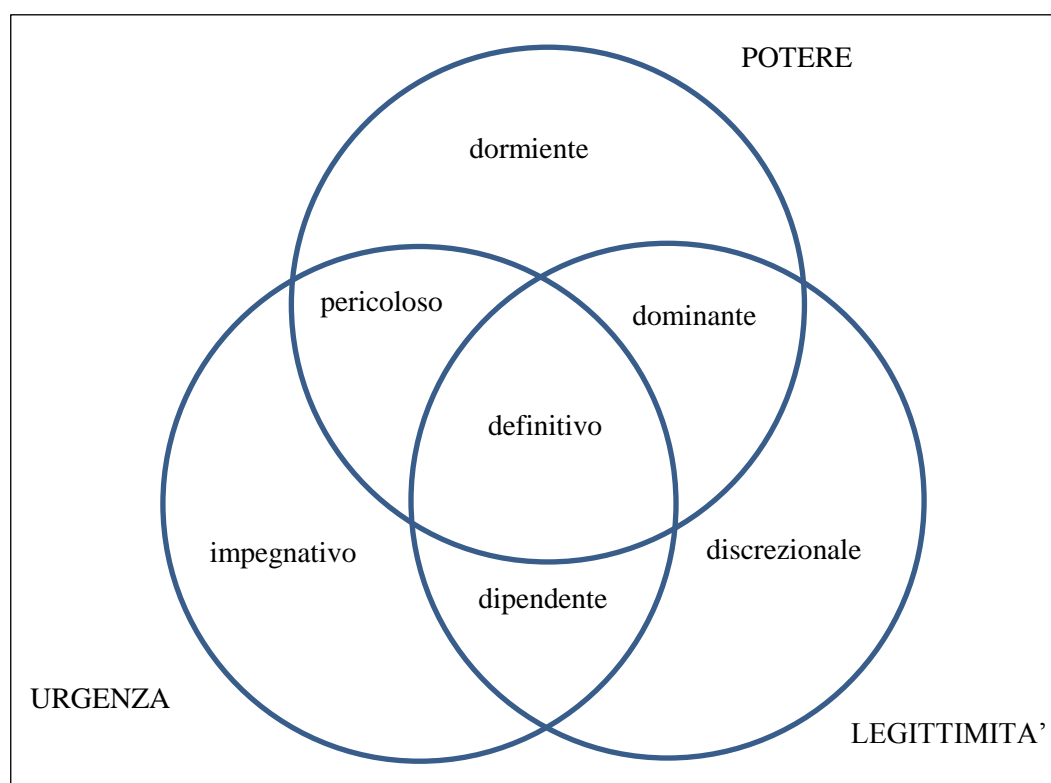 POTERE
dormiente
pericoloso
dominante
definitivo
impegnativo
discrezionale
dipendente
URGENZA
LEGITTIMITA’